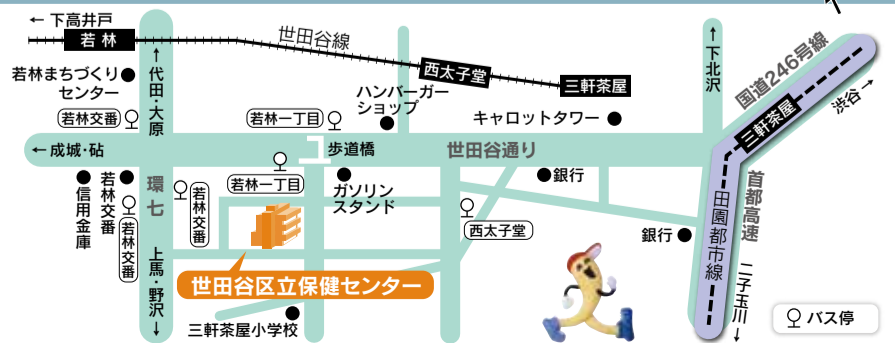 ← 下高井戸
若林
世田谷線
西太子堂
三軒茶屋
↑代田・大原
↑下北沢
国道246号線
渋谷→
三軒茶屋
若林まちづくり
センター
若林交番
若林一丁目
ハンバーガー
ショップ
キャロットタワー
←成城・砧
歩道橋
世田谷通り
若林一丁目
ガソリン
スタンド
銀行
信用金庫
若林交番
若林交番
環七
若林交番
西太子堂
銀行
田園都市線
首都高速
二子玉川↓
上馬・野沢↓
世田谷区立保健センター
三軒茶屋小学校
バス停